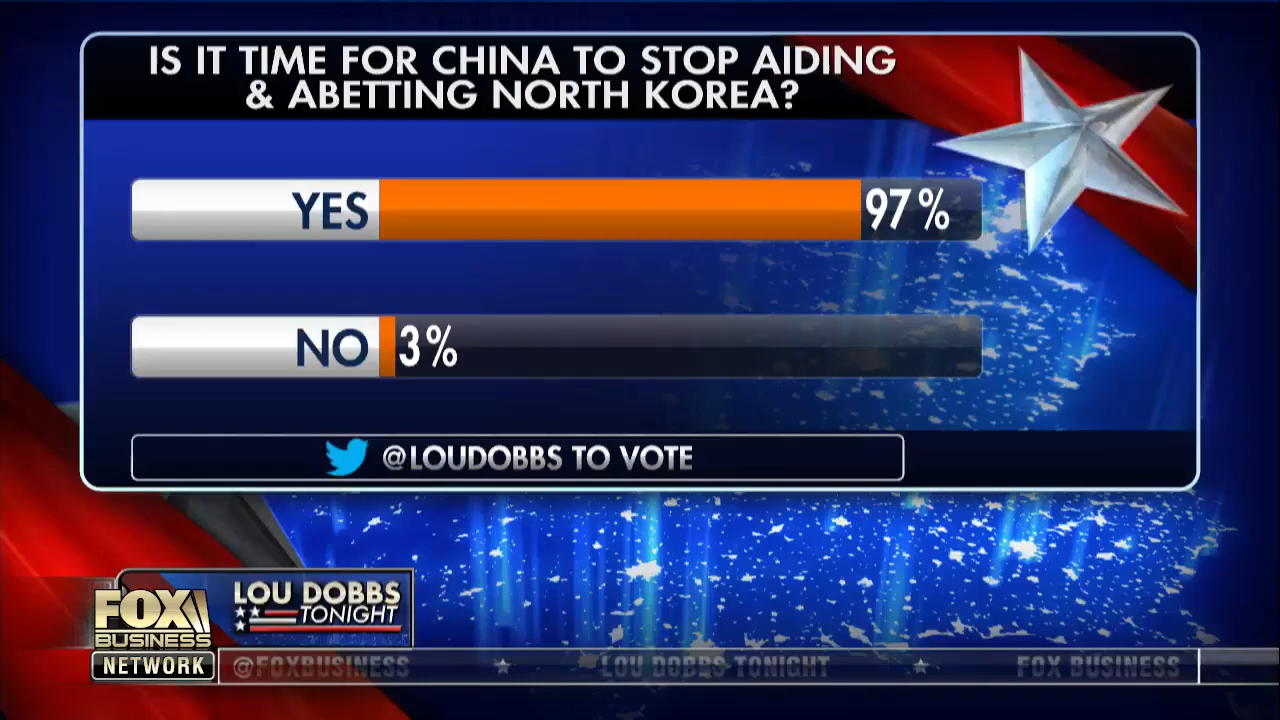 IS IT TIME FOR CHINA TO STOP AIDING
& ABETTING NORTH KOREA?
YES 97%
NO 3%
@LOUDOBBS TO VOTE
FOX
BUSINESS
NETWORK
LOU DOBBS
TONIGHT
@FOXBUSINESS LOU DOBBS TONIGHT FOX BUSINESS